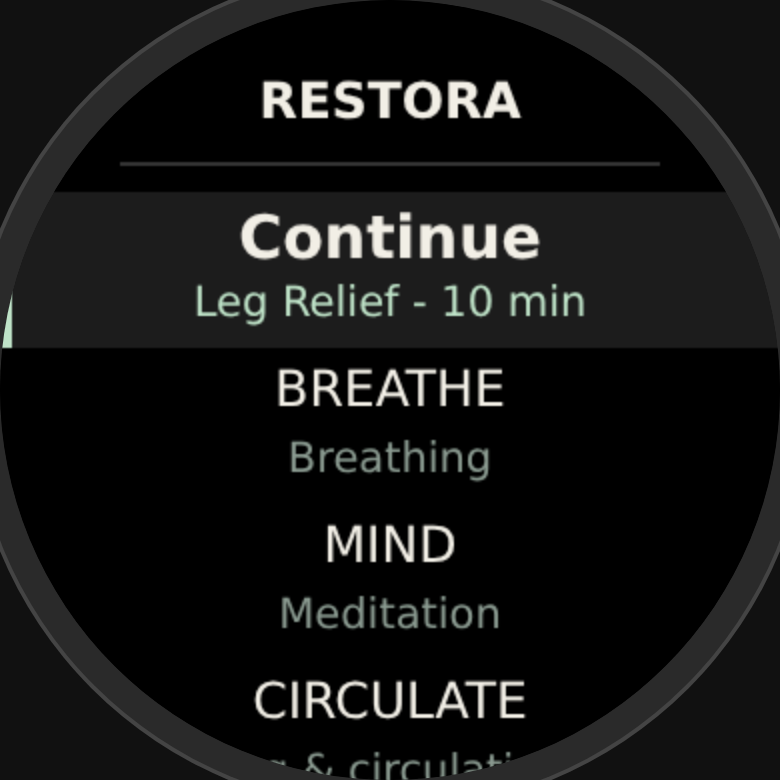 RESTORA
Continue
Leg Relief - 10 min
BREATHE
Breathing
MIND
Meditation
CIRCULATE
&